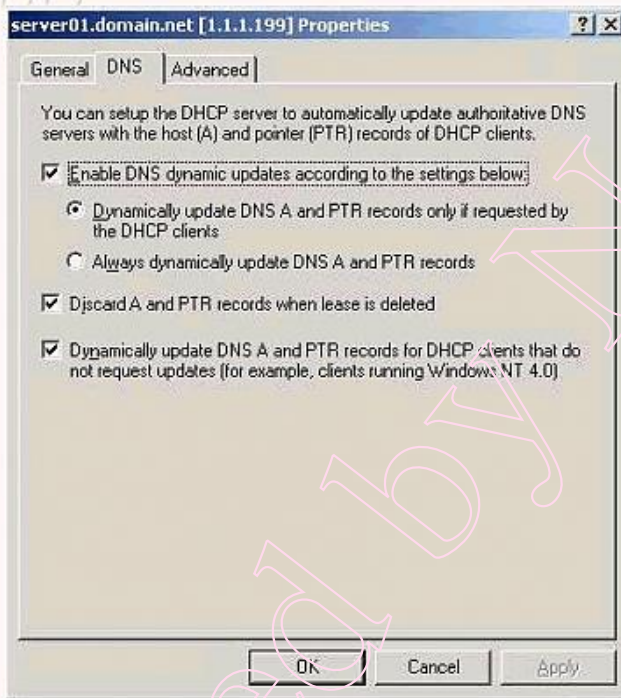 server01.domain.net [1.1.1.199] Properties
General DNS Advanced
You can setup the DHCP server to automatically update authoritative DNS
servers with the host (A) and pointer (PTR) records of DHCP clients.
Enable DNS dynamic updates according to the settings below:
Dynamically update DNS A and PTR records only if requested by
the DHCP clients
Always dynamically update DNS A and PTR records
Discard A and PTR records when lease is deleted
Dynamically update DNS A and PTR records for DHCP clients that do
not request updates (for example, clients running Windows NT 4.0)
OK Cancel Apply